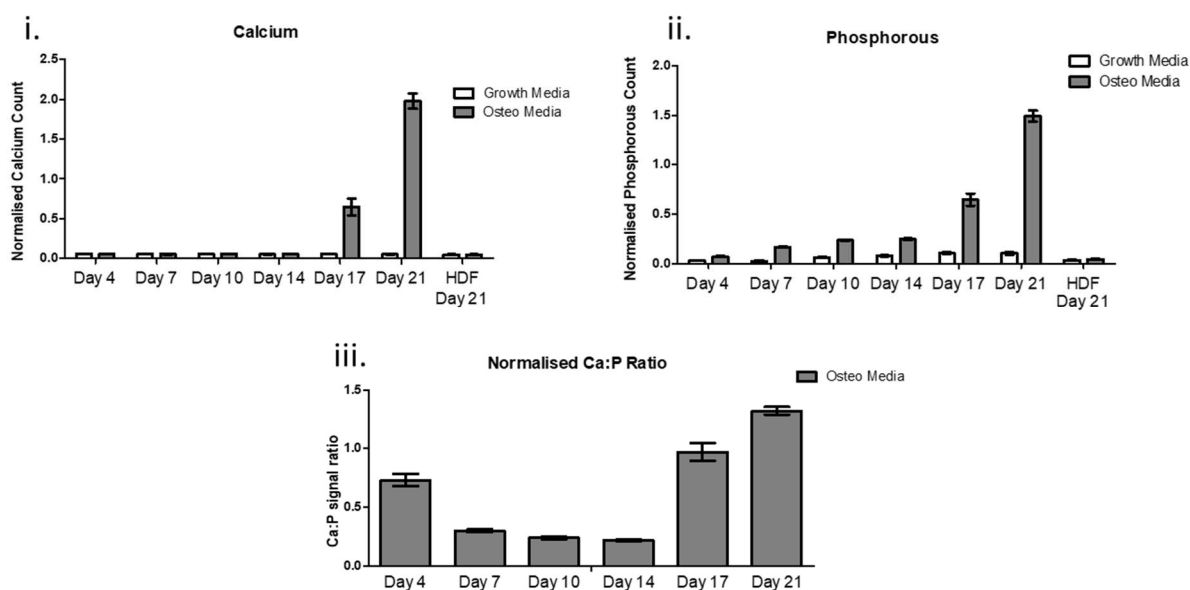 i.
Calcium
Normalised Calcium Count
2.5
2.0
1.5
1.0
0.5
0.0
Growth Media
Osteo Media
Day 4 Day 7 Day 10 Day 14 Day 17 Day 21 HDF
Day 21
ii.
Phosphorous
Normalised Phosphorous Count
2.0
1.5
1.0
0.5
0.0
Growth Media
Osteo Media
Day 4 Day 7 Day 10 Day 14 Day 17 Day 21 HDF
Day 21
iii.
Normalised Ca:P Ratio
Ca:P signal ratio
1.5
1.0
0.5
0.0
Osteo Media
Day 4 Day 7 Day 10 Day 14 Day 17 Day 21